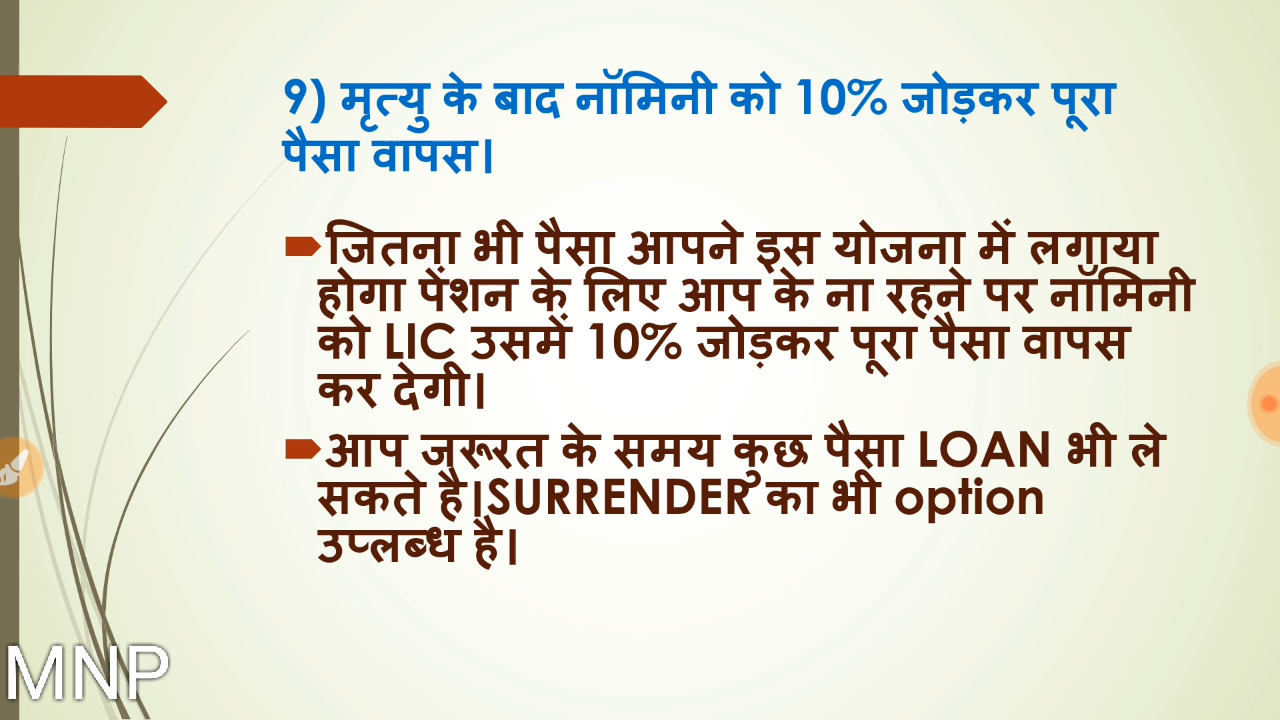 9) मृत्यु के बाद नॉमिनी को 10% जोड़कर पूरा
पैसा वापस।
जितना भी पैसा आपने इस योजना में लगाया
होगा पेंशन के लिए आप के ना रहने पर नॉमिनी
को LIC उसमें 10% जोड़कर पूरा पैसा वापस
कर देगी।
आप जरूरत के समय कुछ पैसा LOAN भी ले
सकते है।SURRENDER का भी option
उप्लब्ध है।
MNP